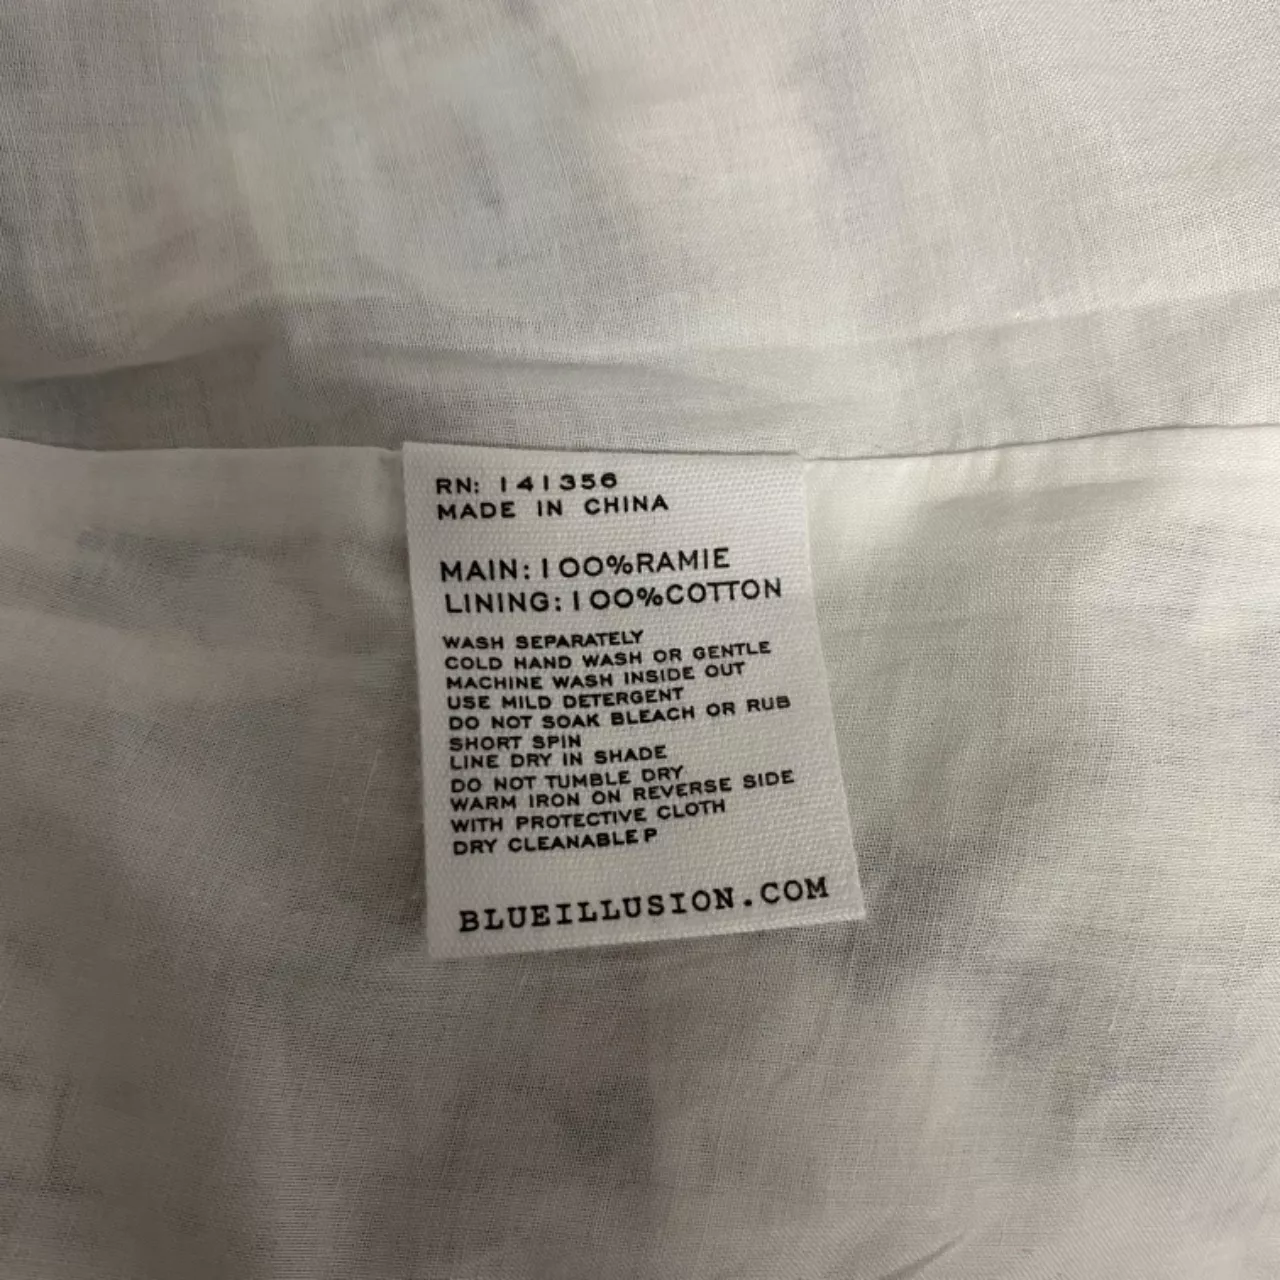 RN: 141356
MADE IN CHINA
MAIN:100%RAMIE
LINING:100%COTTON
WASH SEPARATELY
COLD HAND WASH OR GENTLE
MACHINE WASH INSIDE OUT
USE MILD DETERGENT
DO NOT SOAK BLEACH OR RUB
SHORT SPIN
LINE DRY IN SHADE
DO NOT TUMBLE DRY
WARM IRON ON REVERSE SIDE
WITH PROTECTIVE CLOTH
DRY CLEANABLE P
BLUEILLUSION.COM